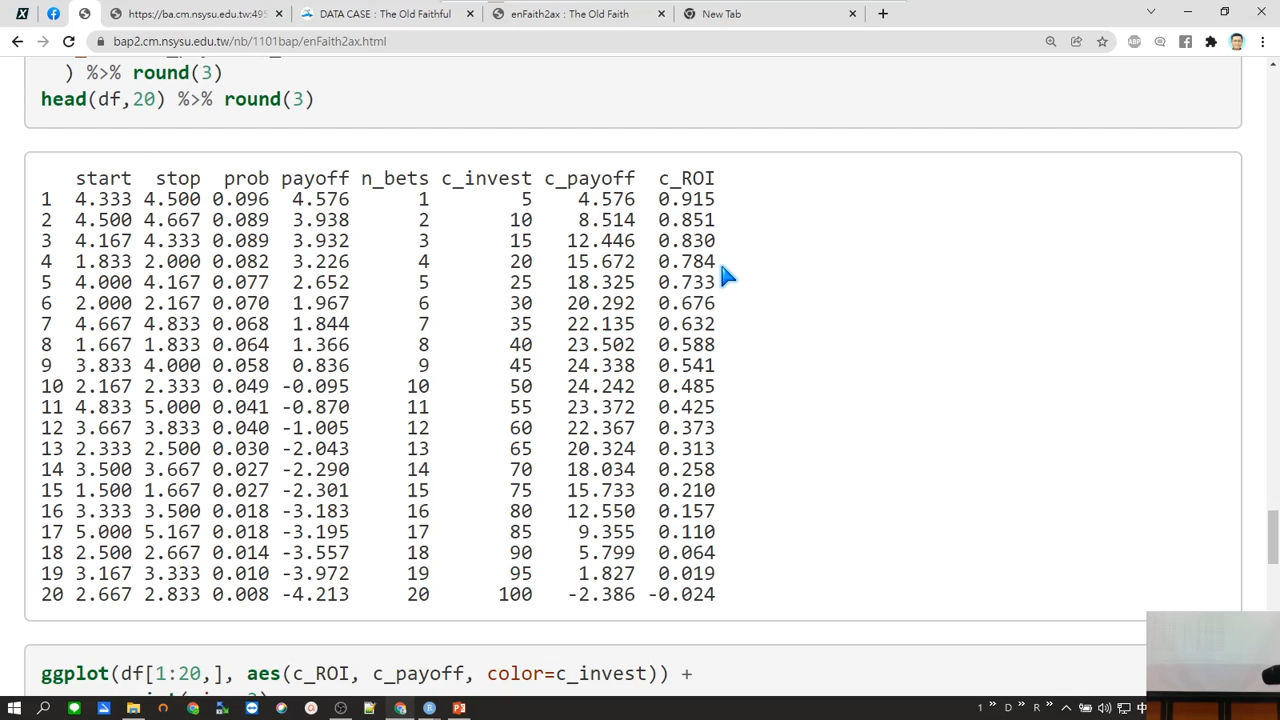 https://ba.cm.nsysu.edu.tw:495
DATA CASE : The Old Faithful
enFaith2ax : The Old Faith
New Tab
bap2.cm.nsysu.edu.tw/nb/1101bap/enFaith2ax.html
) %>% round(3)
head(df,20) %>% round(3)
start stop prob payoff n_bets c_invest c_payoff c_ROI
1 4.333 4.500 0.096 4.576 1 5 4.576 0.915
2 4.500 4.667 0.089 3.938 2 10 8.514 0.851
3 4.167 4.333 0.089 3.932 3 15 12.446 0.830
4 1.833 2.000 0.082 3.226 4 20 15.672 0.784
5 4.000 4.167 0.077 2.652 5 25 18.325 0.733
6 2.000 2.167 0.070 1.967 6 30 20.292 0.676
7 4.667 4.833 0.068 1.844 7 35 22.135 0.632
8 1.667 1.833 0.064 1.366 8 40 23.502 0.588
9 3.833 4.000 0.058 0.836 9 45 24.338 0.541
10 2.167 2.333 0.049 -0.095 10 50 24.242 0.485
11 4.833 5.000 0.041 -0.870 11 55 23.372 0.425
12 3.667 3.833 0.040 -1.005 12 60 22.367 0.373
13 2.333 2.500 0.030 -2.043 13 65 20.324 0.313
14 3.500 3.667 0.027 -2.290 14 70 18.034 0.258
15 1.500 1.667 0.027 -2.301 15 75 15.733 0.210
16 3.333 3.500 0.018 -3.183 16 80 12.550 0.157
17 5.000 5.167 0.018 -3.195 17 85 9.355 0.110
18 2.500 2.667 0.014 -3.557 18 90 5.799 0.064
19 3.167 3.333 0.010 -3.972 19 95 1.827 0.019
20 2.667 2.833 0.008 -4.213 20 100 -2.386 -0.024
ggplot(df[1:20,], aes(c_ROI, c_payoff, color=c_invest)) +
1 D » R » 中